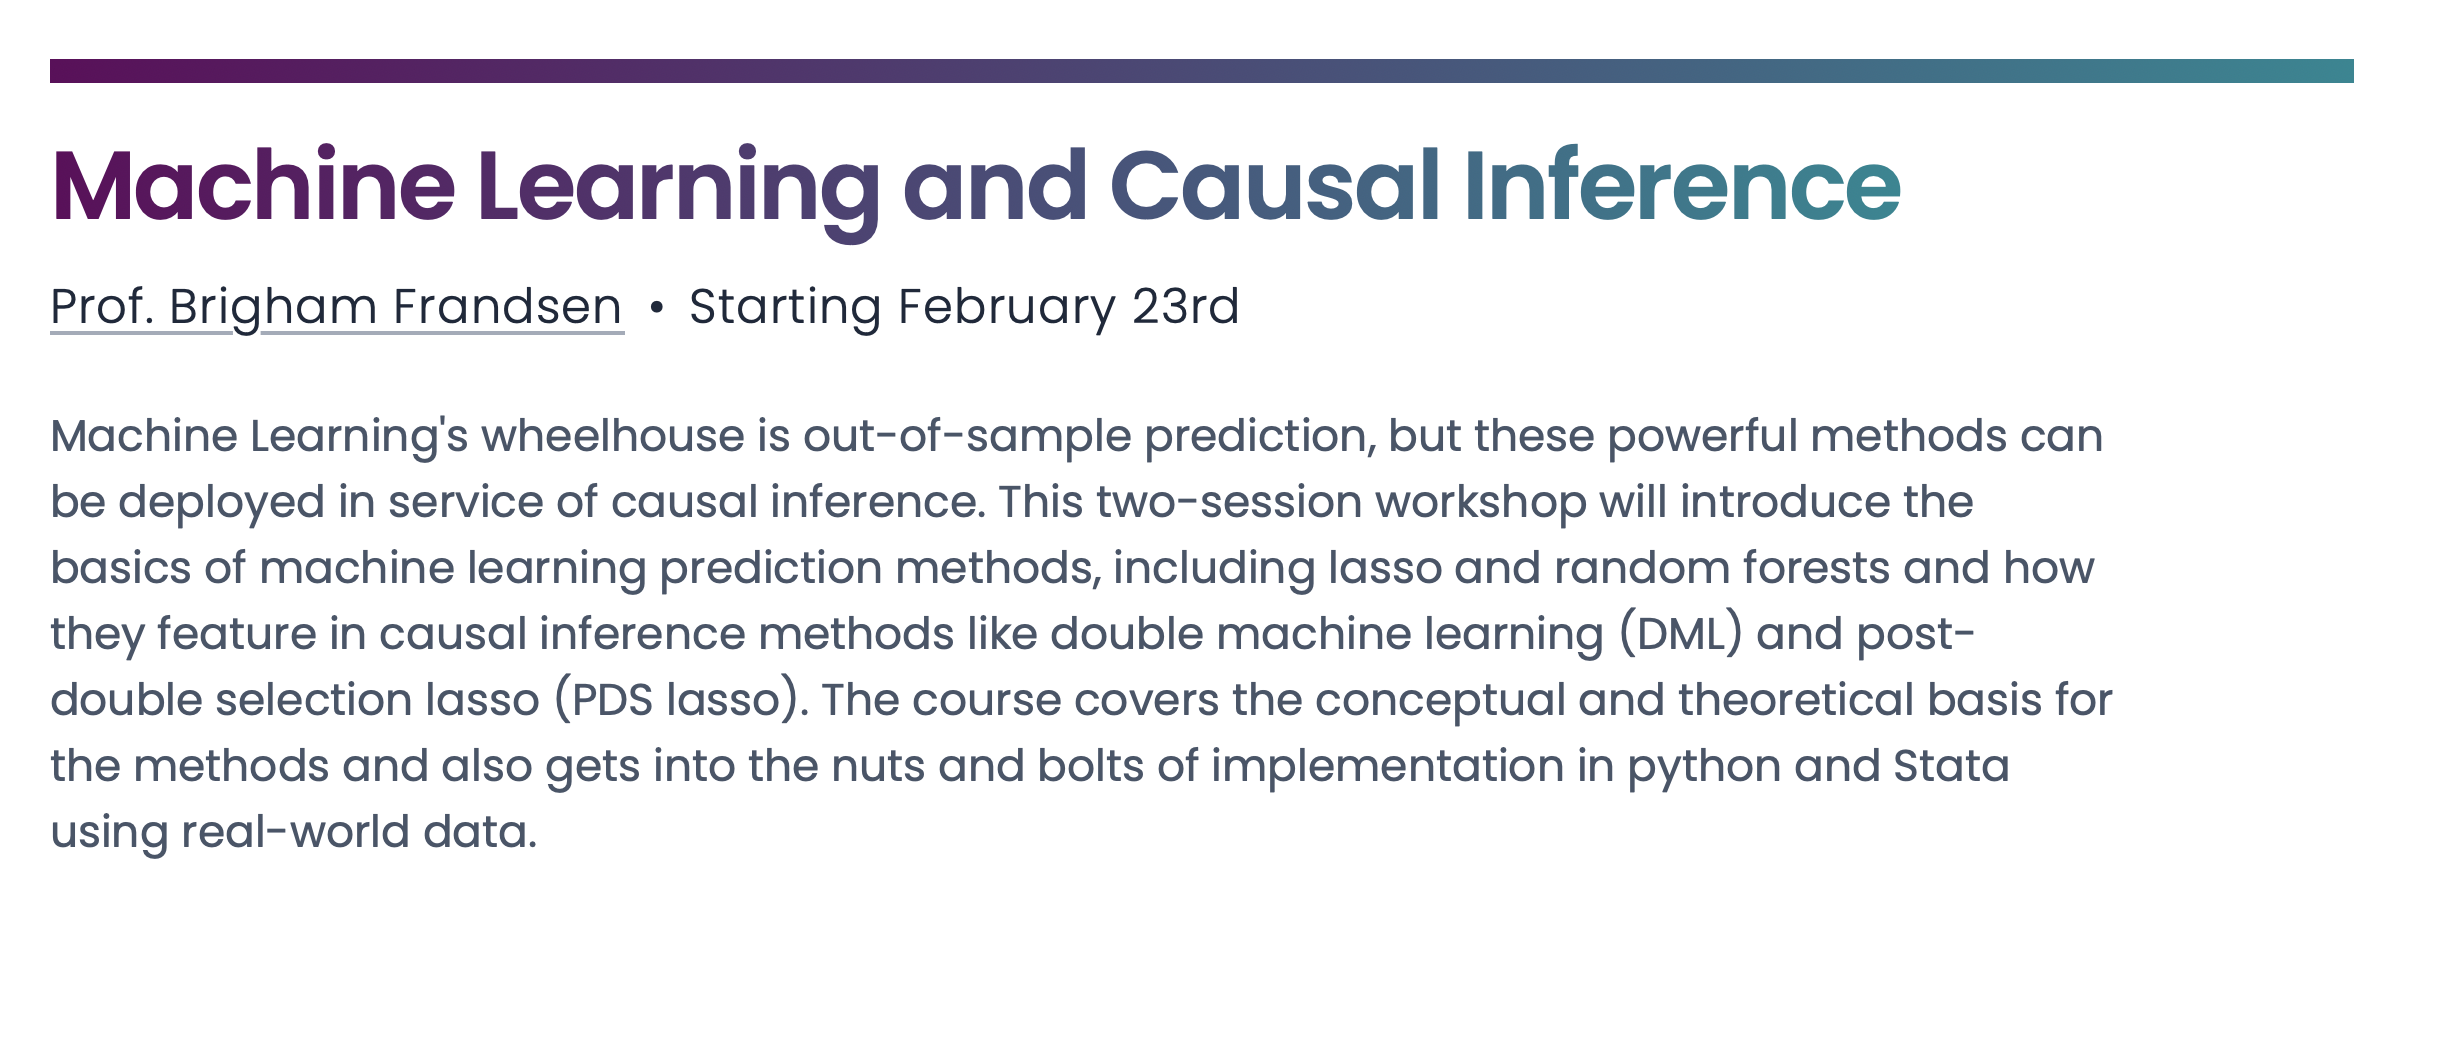 Machine Learning and Causal Inference
Prof. Brigham Frandsen • Starting February 23rd
Machine Learning's wheelhouse is out-of-sample prediction, but these powerful methods can
be deployed in service of causal inference. This two-session workshop will introduce the
basics of machine learning prediction methods, including lasso and random forests and how
they feature in causal inference methods like double machine learning (DML) and post-
double selection lasso (PDS lasso). The course covers the conceptual and theoretical basis for
the methods and also gets into the nuts and bolts of implementation in python and Stata
using real-world data.